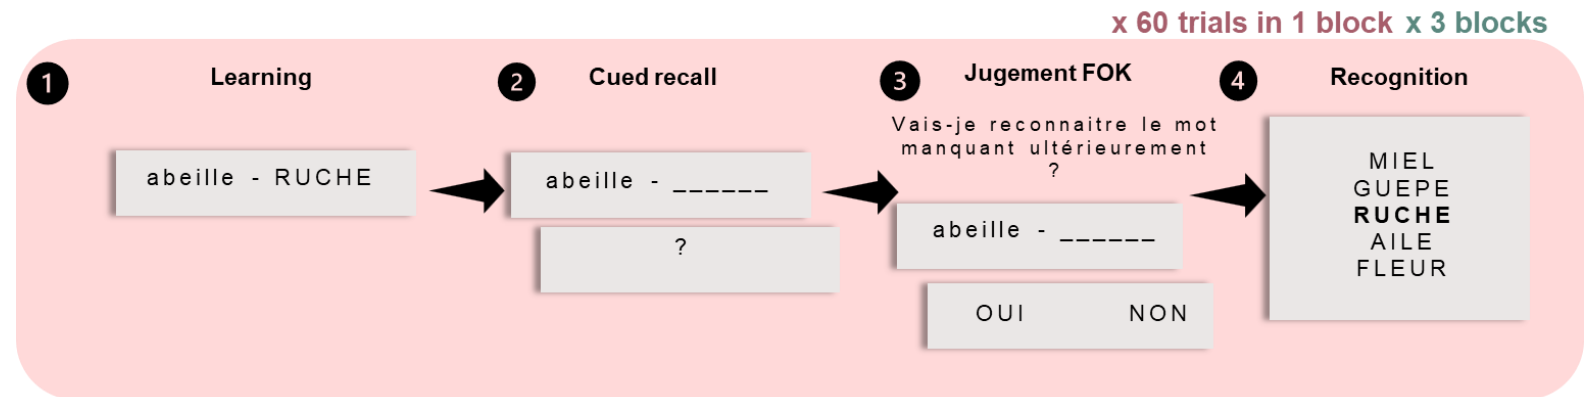 x 60 trials in 1 block x 3 blocks
1 Learning
abeille - RUCHE
2 Cued recall
abeille - ______
?
3 Jugement FOK
Vais-je reconnaitre le mot
manquant ultérieurement
?
abeille - ______
OUI NON
4 Recognition
MIEL
GUEPE
RUCHE
AILE
FLEUR